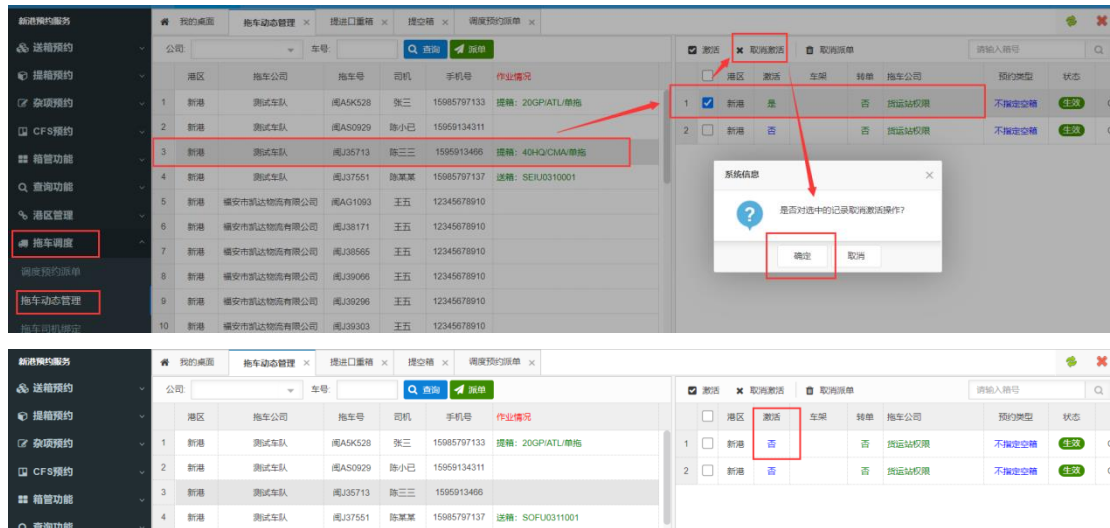 新港预约服务 我的桌面 拖车动态管理 × 提进口重箱 × 提空箱 × 调度预约派单 ×
送箱预约 公司: 车号: 查询 派单 激活 取消激活 取消派单 请输入箱号
提箱预约 港区 拖车公司 拖车号 司机 手机号 作业情况 港区 激活 车架 转单 拖车公司 预约类型 状态
杂项预约 1 新港 测试车队 闽A5K528 张三 15985797133 提箱：20GP/ATL/单拖 1 新港 是 否 货运站权限 不指定空箱 生效
CFS预约 2 新港 测试车队 闽AS0929 陈小已 15959134311 2 新港 否 否 货运站权限 不指定空箱 生效
箱管功能 3 新港 测试车队 闽J35713 陈三三 1595913466 提箱：40HQ/CMA/单拖
查询功能 4 新港 测试车队 闽J37551 陈某某 15985797137 送箱：SEIU0310001 系统信息 ×
港区管理 5 新港 福安市凯达物流有限公司 闽AG1093 王五 12345678910 是否对选中的记录取消激活操作?
6 新港 福安市凯达物流有限公司 闽J38171 王五 12345678910
拖车调度 7 新港 福安市凯达物流有限公司 闽J38565 王五 12345678910 确定 取消
调度预约派单 8 新港 福安市凯达物流有限公司 闽J39066 王五 12345678910
拖车动态管理 9 新港 福安市凯达物流有限公司 闽J39296 王五 12345678910
拖车司机绑定 10 新港 福安市凯达物流有限公司 闽J39303 王五 12345678910
新港预约服务 我的桌面 拖车动态管理 × 提进口重箱 × 提空箱 × 调度预约派单 ×
送箱预约 公司: 车号: 查询 派单 激活 取消激活 取消派单 请输入箱号
提箱预约 港区 拖车公司 拖车号 司机 手机号 作业情况 港区 激活 车架 转单 拖车公司 预约类型 状态
杂项预约 1 新港 测试车队 闽A5K528 张三 15985797133 提箱：20GP/ATL/单拖 1 新港 否 否 货运站权限 不指定空箱 生效
CFS预约 2 新港 测试车队 闽AS0929 陈小已 15959134311 2 新港 否 否 货运站权限 不指定空箱 生效
箱管功能 3 新港 测试车队 闽J35713 陈三三 1595913466
查询功能 4 新港 测试车队 闽J37551 陈某某 15985797137 送箱：SOFU0311001